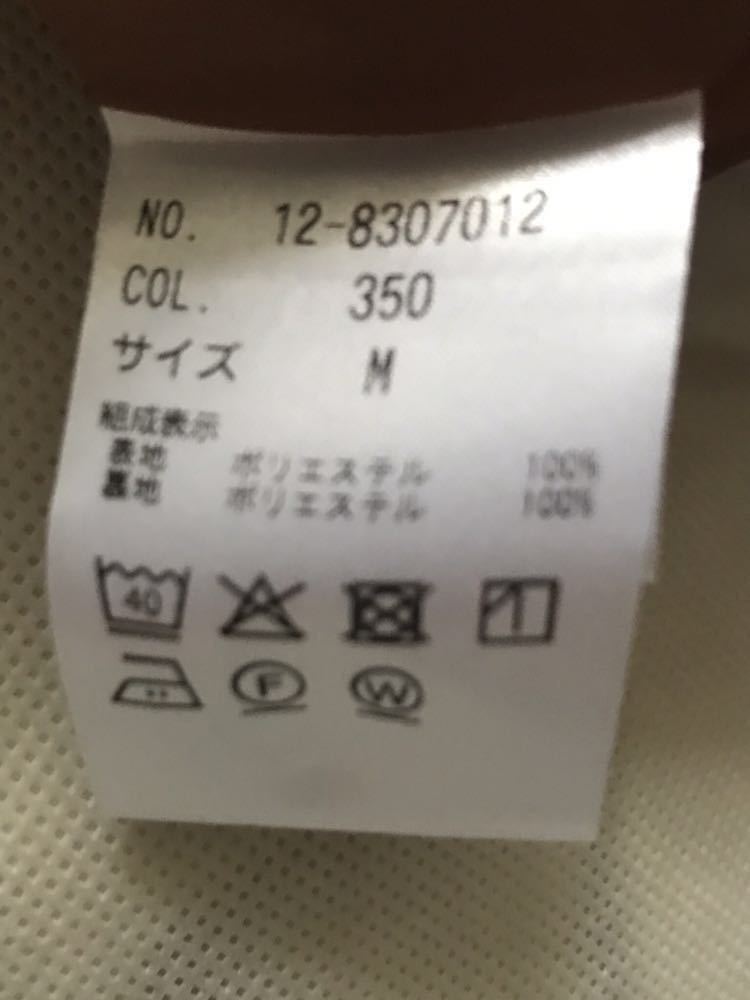 NO. 12-8307012
COL. 350
サイズ M
組成表示
表地 ポリエステル 100%
裏地 ポリエステル 100%
40
F
W